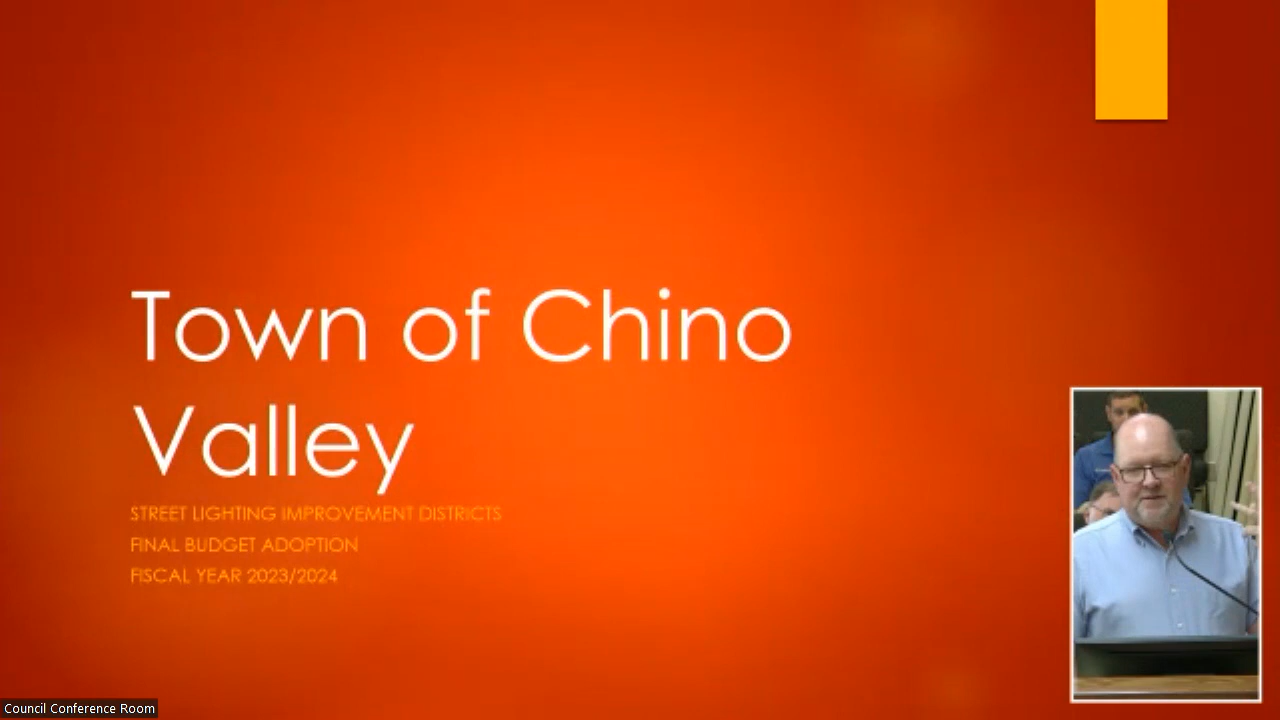 Town of Chino
Valley
STREET LIGHTING IMPROVEMENT DISTRICTS
FINAL BUDGET ADOPTION
FISCAL YEAR 2023/2024
Council Conference Room